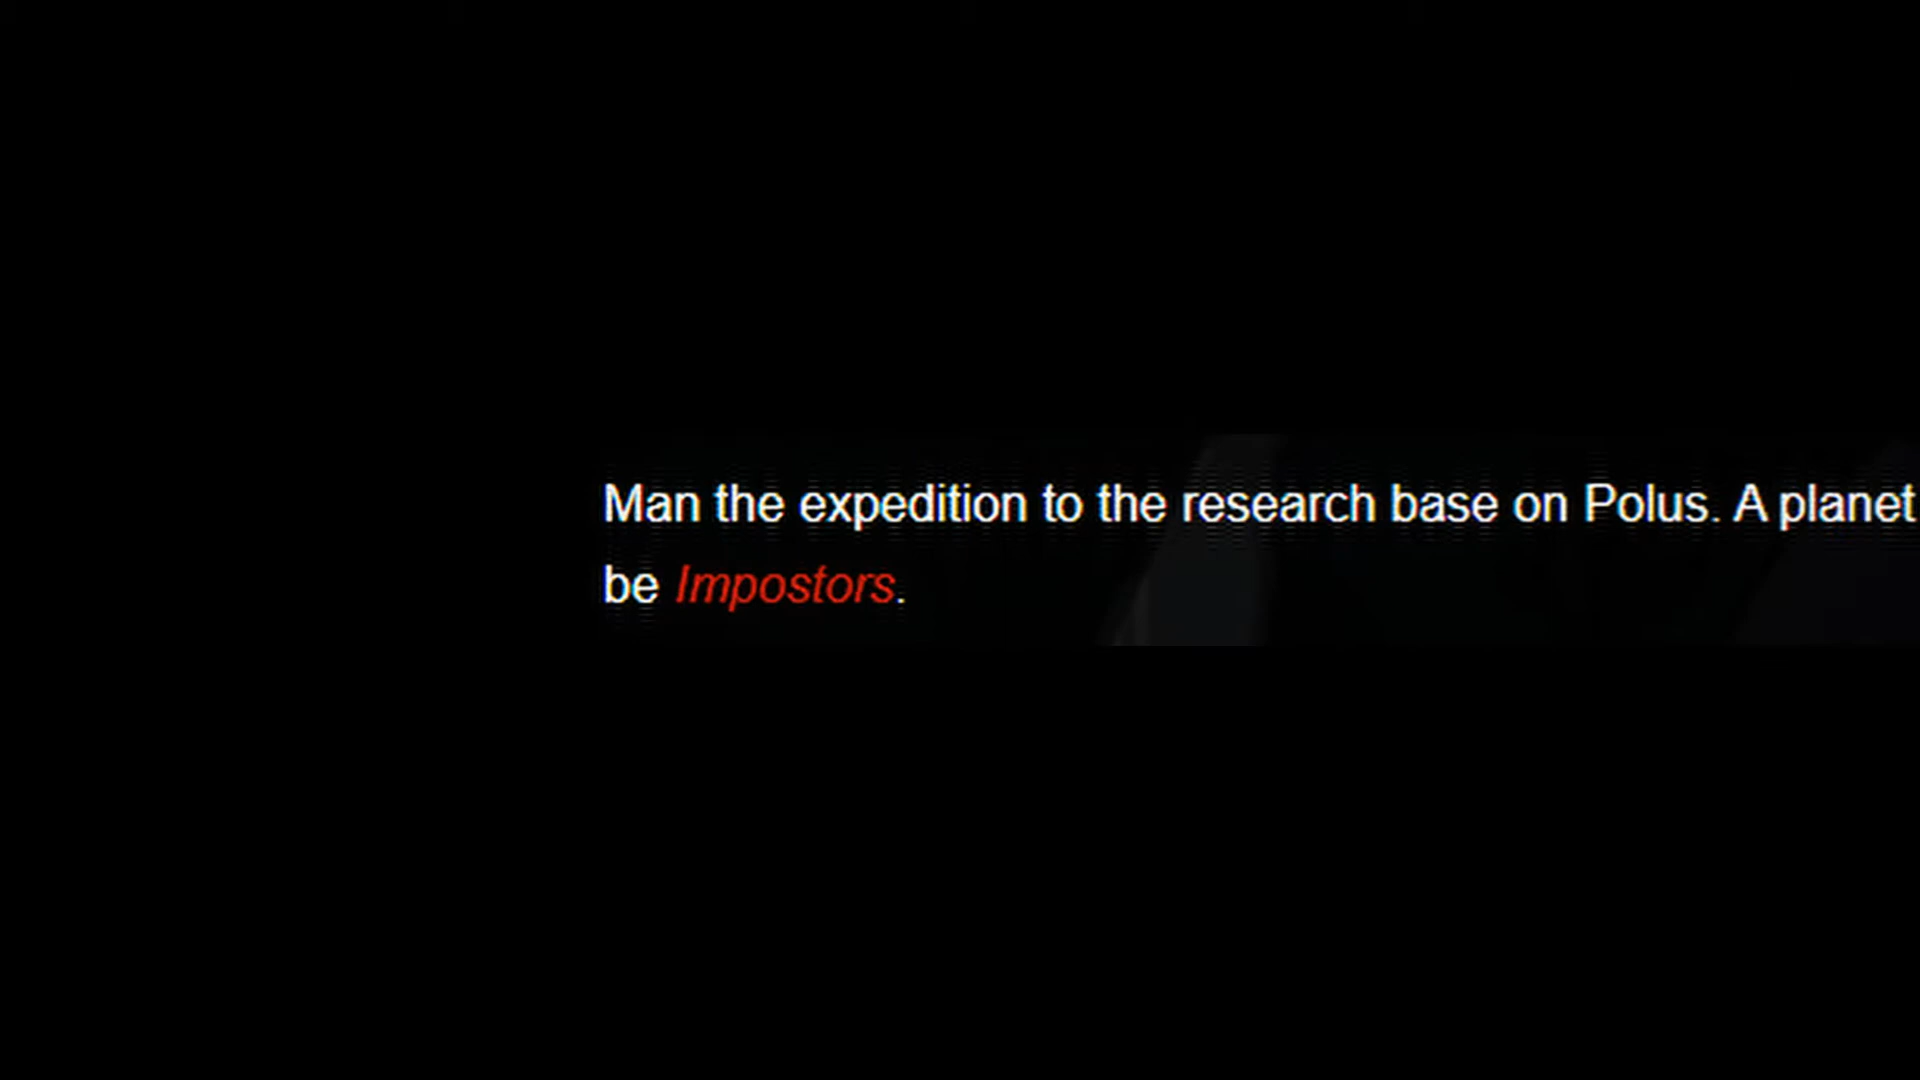 Man the expedition to the research base on Polus. A planet
be Impostors.